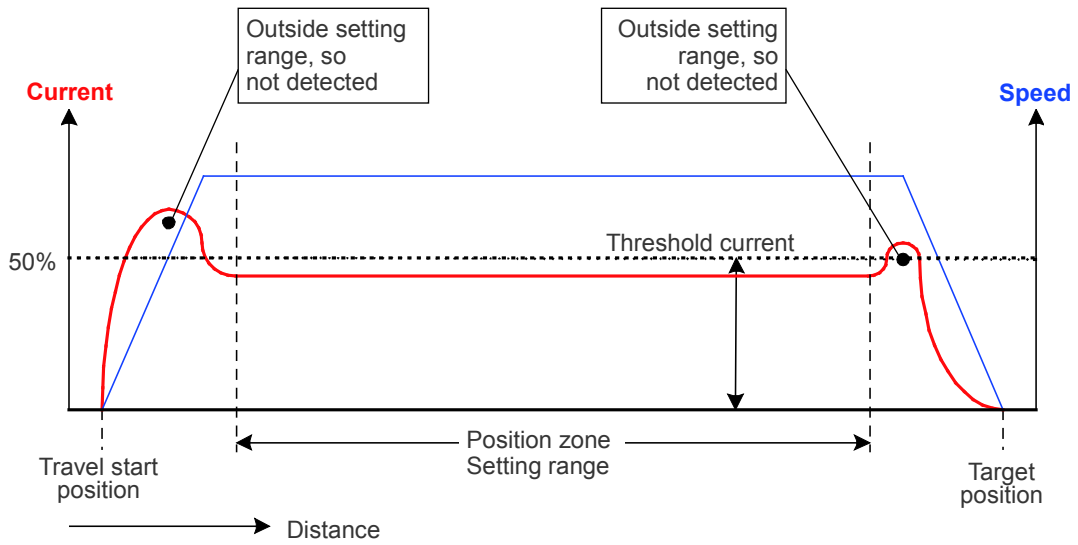 Outside setting
range, so
not detected
Outside setting
range, so
not detected
Current
Speed
50%
Threshold current
Position zone
Setting range
Travel start
position
Target
position
Distance